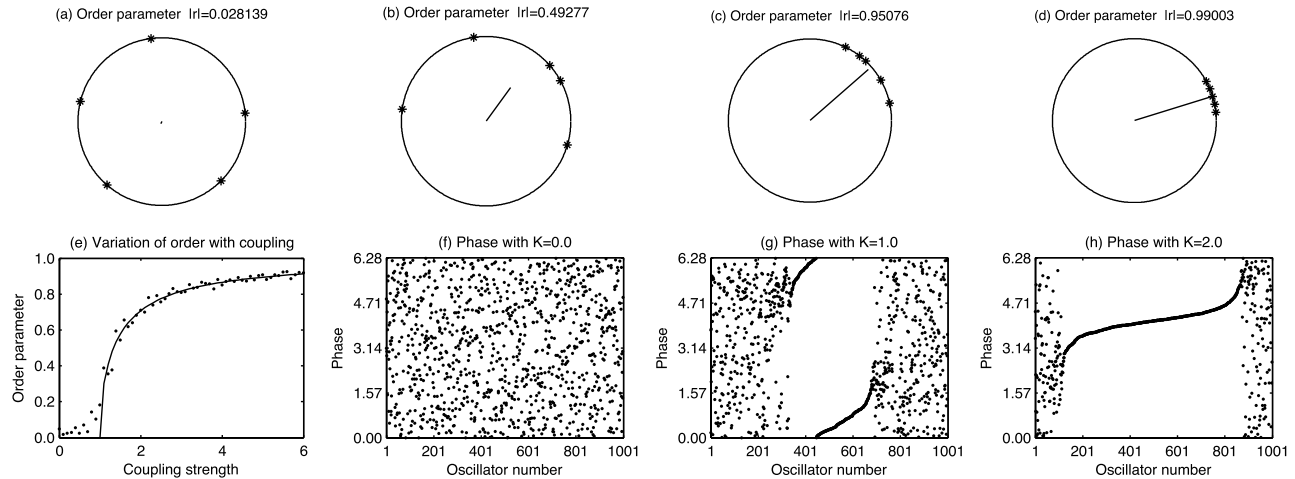 (a) Order parameter |r|=0.028139
(b) Order parameter |r|=0.49277
(c) Order parameter |r|=0.95076
(d) Order parameter |r|=0.99003
(e) Variation of order with coupling
1.0
0.8
0.6
0.4
0.2
0.0
Order parameter
0 2 4 6
Coupling strength
(f) Phase with K=0.0
6.28
4.71
3.14
1.57
0.00
Phase
1 201 401 601 801 1001
Oscillator number
(g) Phase with K=1.0
6.28
4.71
3.14
1.57
0.00
Phase
1 201 401 601 801 1001
Oscillator number
(h) Phase with K=2.0
6.28
4.71
3.14
1.57
0.00
Phase
1 201 401 601 801 1001
Oscillator number